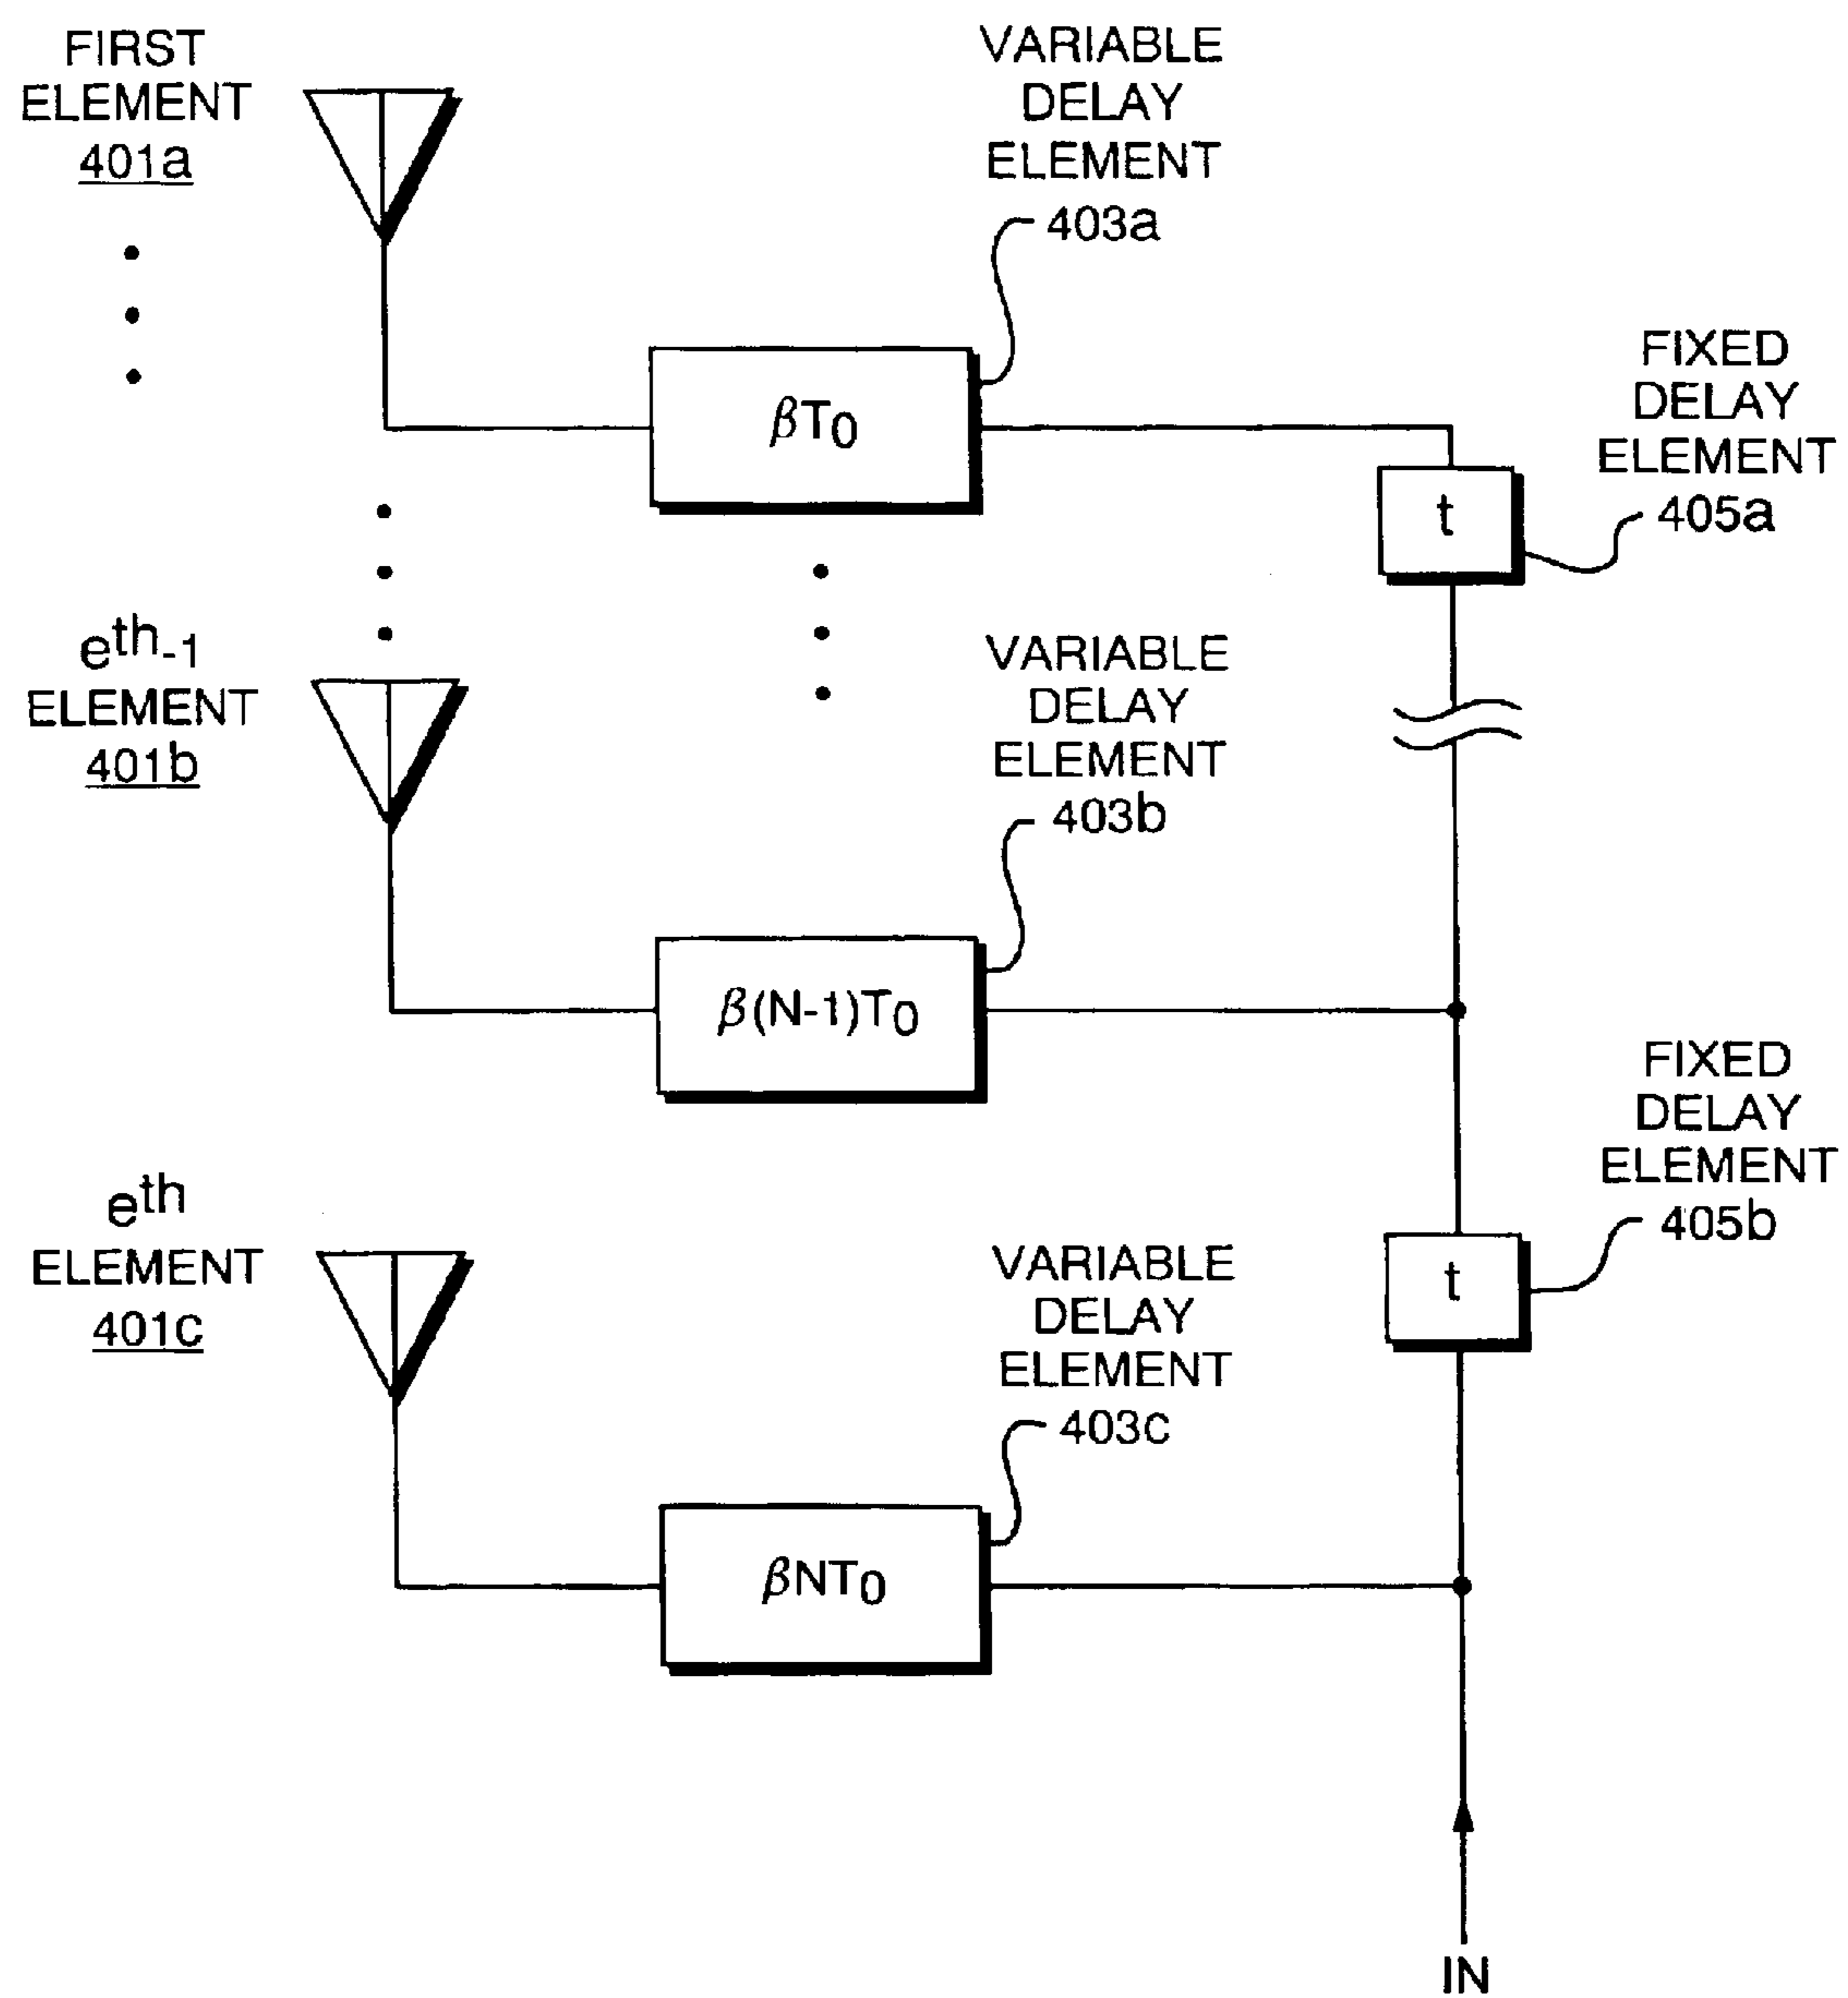 FIRST
ELEMENT
401a
VARIABLE
DELAY
ELEMENT
403a
βT0
FIXED
DELAY
ELEMENT
405a
t
eth-1
ELEMENT
401b
VARIABLE
DELAY
ELEMENT
403b
β(N-1)T0
FIXED
DELAY
ELEMENT
405b
t
eth
ELEMENT
401c
VARIABLE
DELAY
ELEMENT
403c
βNT0
IN